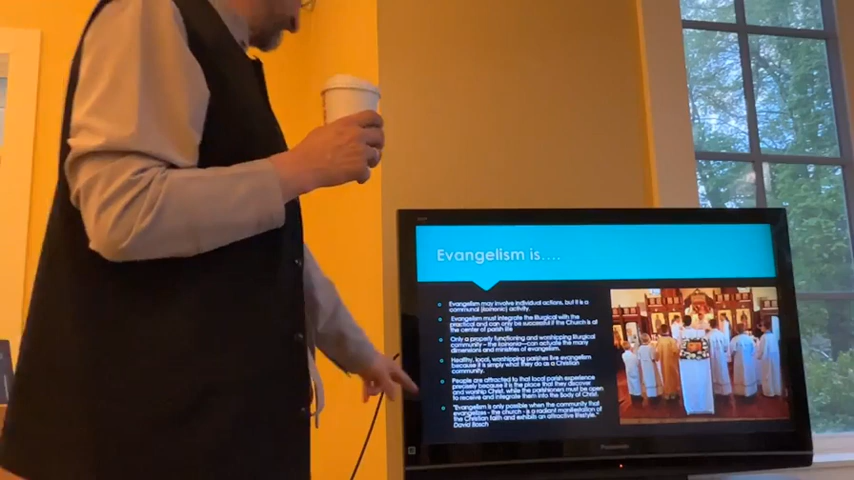 Evangelism is....
Evangelism may involve individual actions, but it is a
communal (koinonic) activity.
Evangelism must integrate the liturgical with the
practical and can only be successful if the Church is at
the center of parish life
Only a properly functioning and worshipping liturgical
community – the koinonia—can actuate the many
dimensions and ministries of evangelism.
Healthy, local, worshipping parishes live evangelism
because it is simply what they do as a Christian
community.
People are attracted to that local parish experience
precisely because it is the place that they discover
and worship Christ, while the parishioners must be open
to receive and integrate them into the Body of Christ.
"Evangelism is only possible when the community that
evangelizes - the church - is a radiant manifestation of
the Christian faith and exhibits an attractive lifestyle."
David Bosch
Panasonic